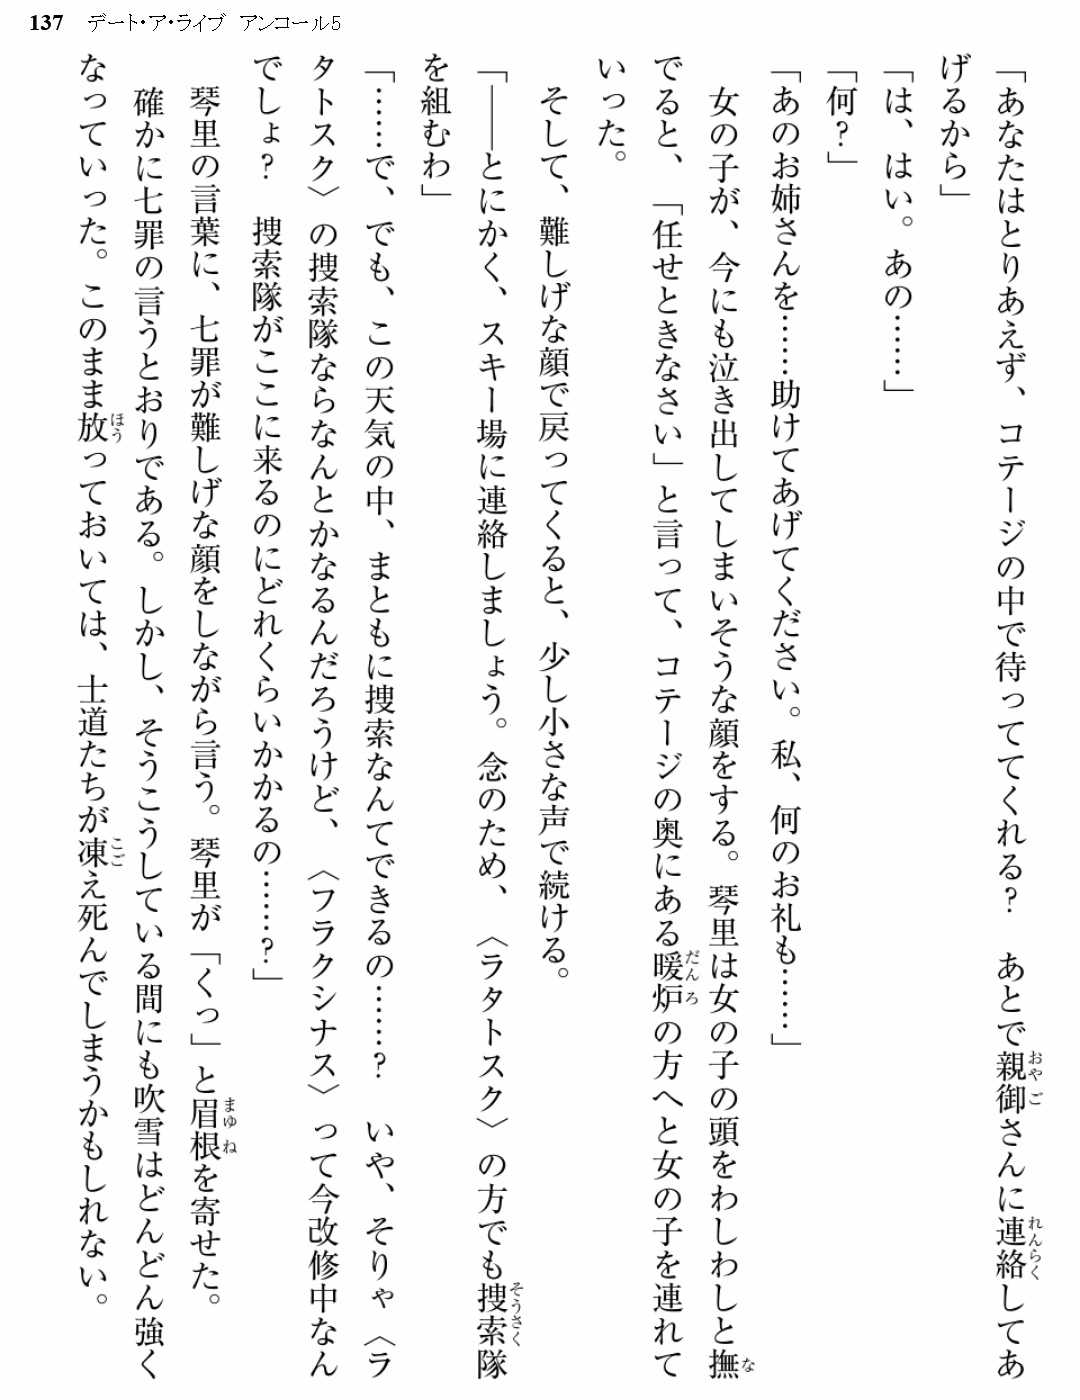 137　デート・ア・ライブ　アンコール5
「あなたはとりあえず、コテージの中で待っててくれる？　あとで親御さんに連絡してあ
げるから」
「は、はい。あの……」
「何？」
「あのお姉さんを……助けてあげてください。私、何のお礼も……」
　女の子が、今にも泣き出してしまいそうな顔をする。琴里は女の子の頭をわしわしと撫
でると、「任せときなさい」と言って、コテージの奥にある暖炉の方へと女の子を連れて
いった。
　そして、難しげな顔で戻ってくると、少し小さな声で続ける。
「――とにかく、スキー場に連絡しましょう。念のため、〈ラタトスク〉の方でも捜索隊
を組むわ」
「……で、でも、この天気の中、まともに捜索なんてできるの……？　いや、そりゃ〈ラ
タトスク〉の捜索隊ならなんとかなるんだろうけど、〈フラクシナス〉って今改修中なん
でしょ？　捜索隊がここに来るのにどれくらいかかるの……？」
　琴里の言葉に、七罪が難しげな顔をしながら言う。琴里が「くっ」と眉根を寄せた。
　確かに七罪の言うとおりである。しかし、そうこうしている間にも吹雪はどんどん強く
なっていった。このまま放っておいては、士道たちが凍え死んでしまうかもしれない。